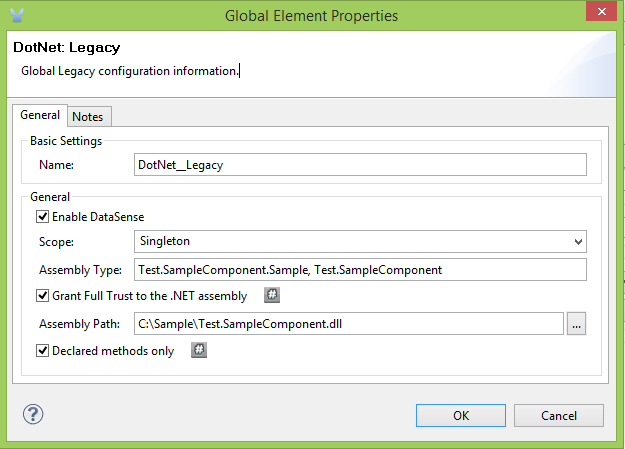 Global Element Properties
DotNet: Legacy
Global Legacy configuration information.
General Notes
Basic Settings
Name: DotNet__Legacy
General
Enable DataSense
Scope: Singleton
Assembly Type: Test.SampleComponent.Sample, Test.SampleComponent
Grant Full Trust to the .NET assembly #
Assembly Path: C:\Sample\Test.SampleComponent.dll ...
Declared methods only #
? OK Cancel